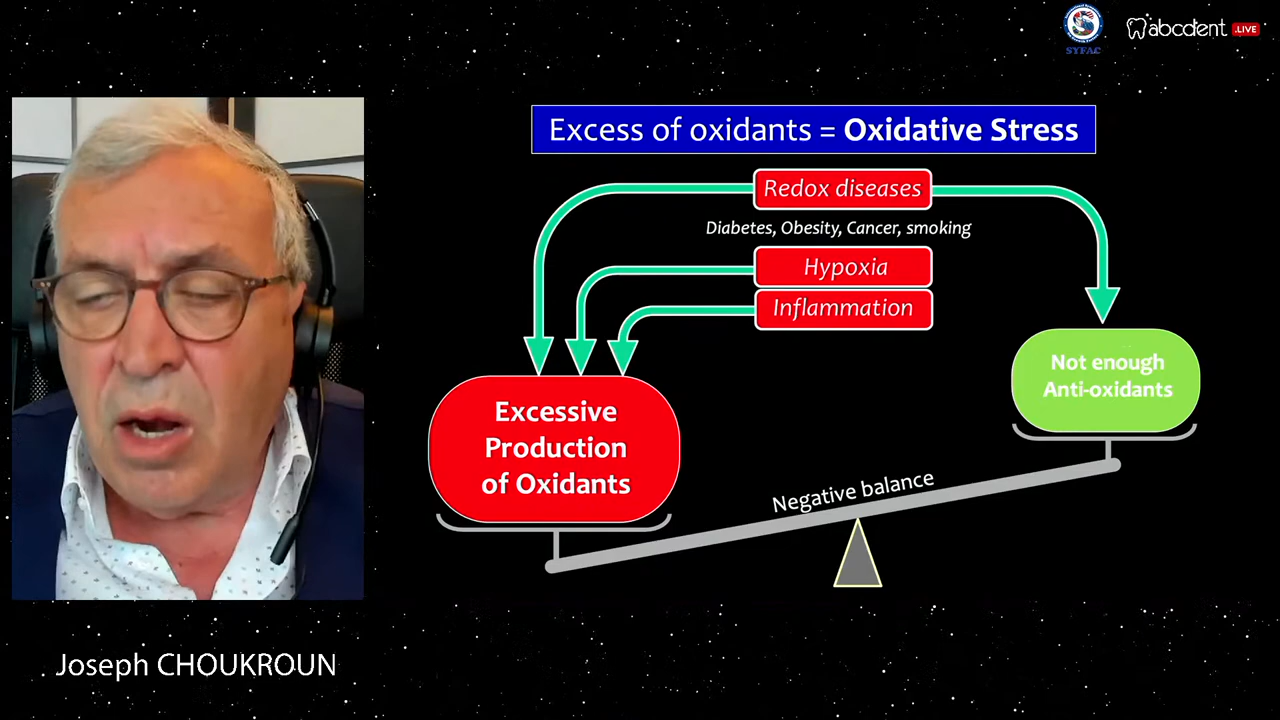 SYFAC
abcdent .LIVE
Excess of oxidants = Oxidative Stress
Redox diseases
Diabetes, Obesity, Cancer, smoking
Hypoxia
Inflammation
Not enough
Anti-oxidants
Excessive
Production
of Oxidants
Negative balance
Joseph CHOUKROUN